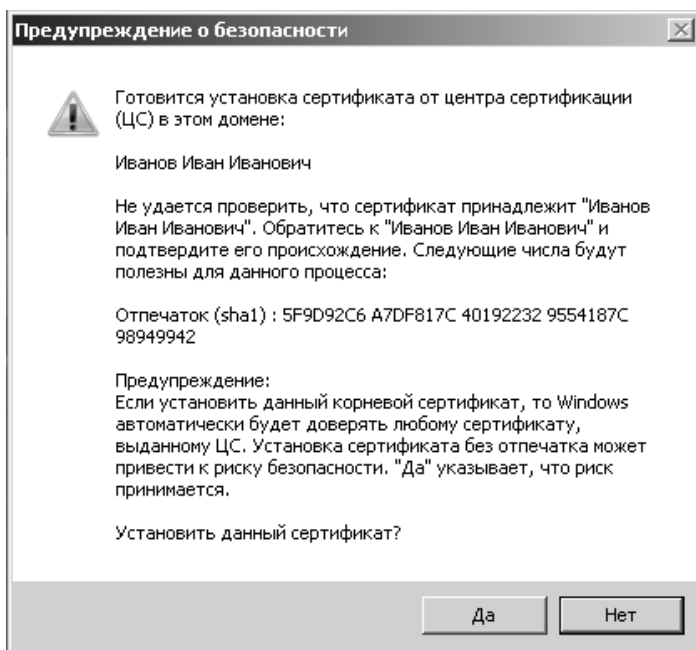 Предупреждение о безопасности
Готовится установка сертификата от центра сертификации
(ЦС) в этом домене:
Иванов Иван Иванович
Не удается проверить, что сертификат принадлежит "Иванов
Иван Иванович". Обратитесь к "Иванов Иван Иванович" и
подтвердите его происхождение. Следующие числа будут
полезны для данного процесса:
Отпечаток (sha1) : 5F9D92C6 A7DF817C 40192232 9554187C
98949942
Предупреждение:
Если установить данный корневой сертификат, то Windows
автоматически будет доверять любому сертификату,
выданному ЦС. Установка сертификата без отпечатка может
привести к риску безопасности. "Да" указывает, что риск
принимается.
Установить данный сертификат?
Да
Нет